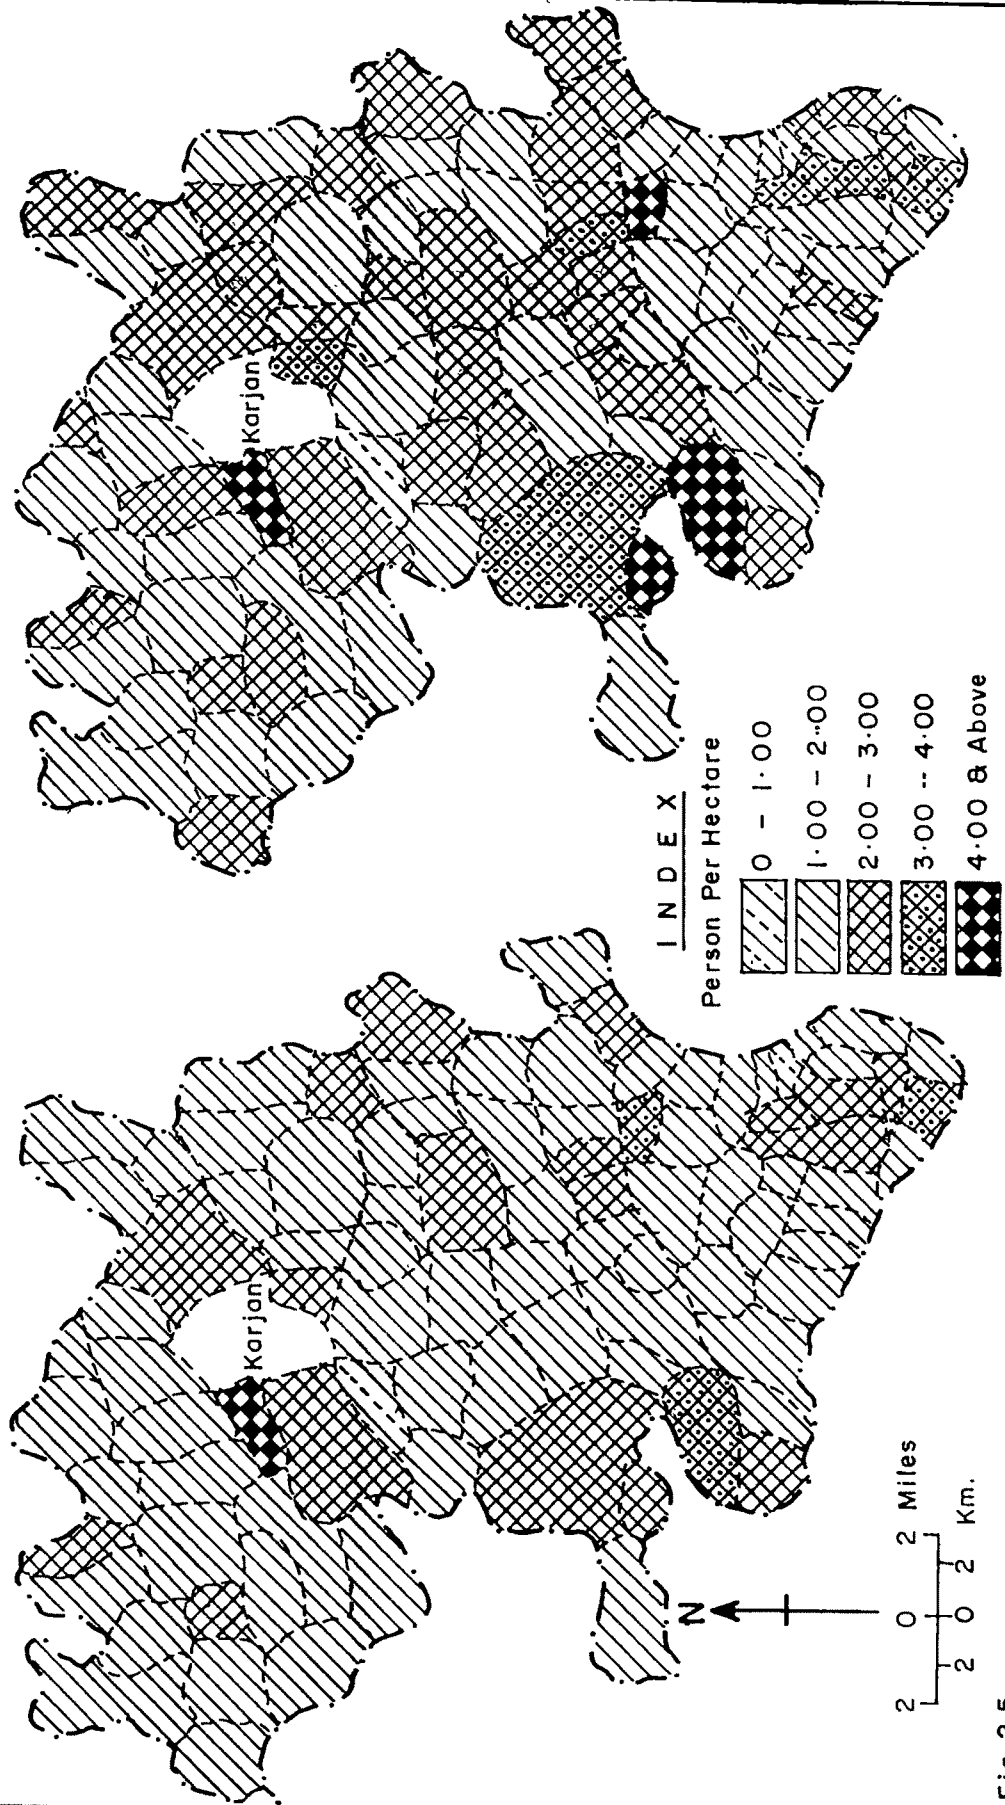 Karjan
Karjan
I N D E X
Person Per Hectare
0 - 1·00
1·00 - 2·00
2·00 - 3·00
3·00 -- 4·00
4·00 & Above
N
2 0 2 Miles
2 0 2 Km.